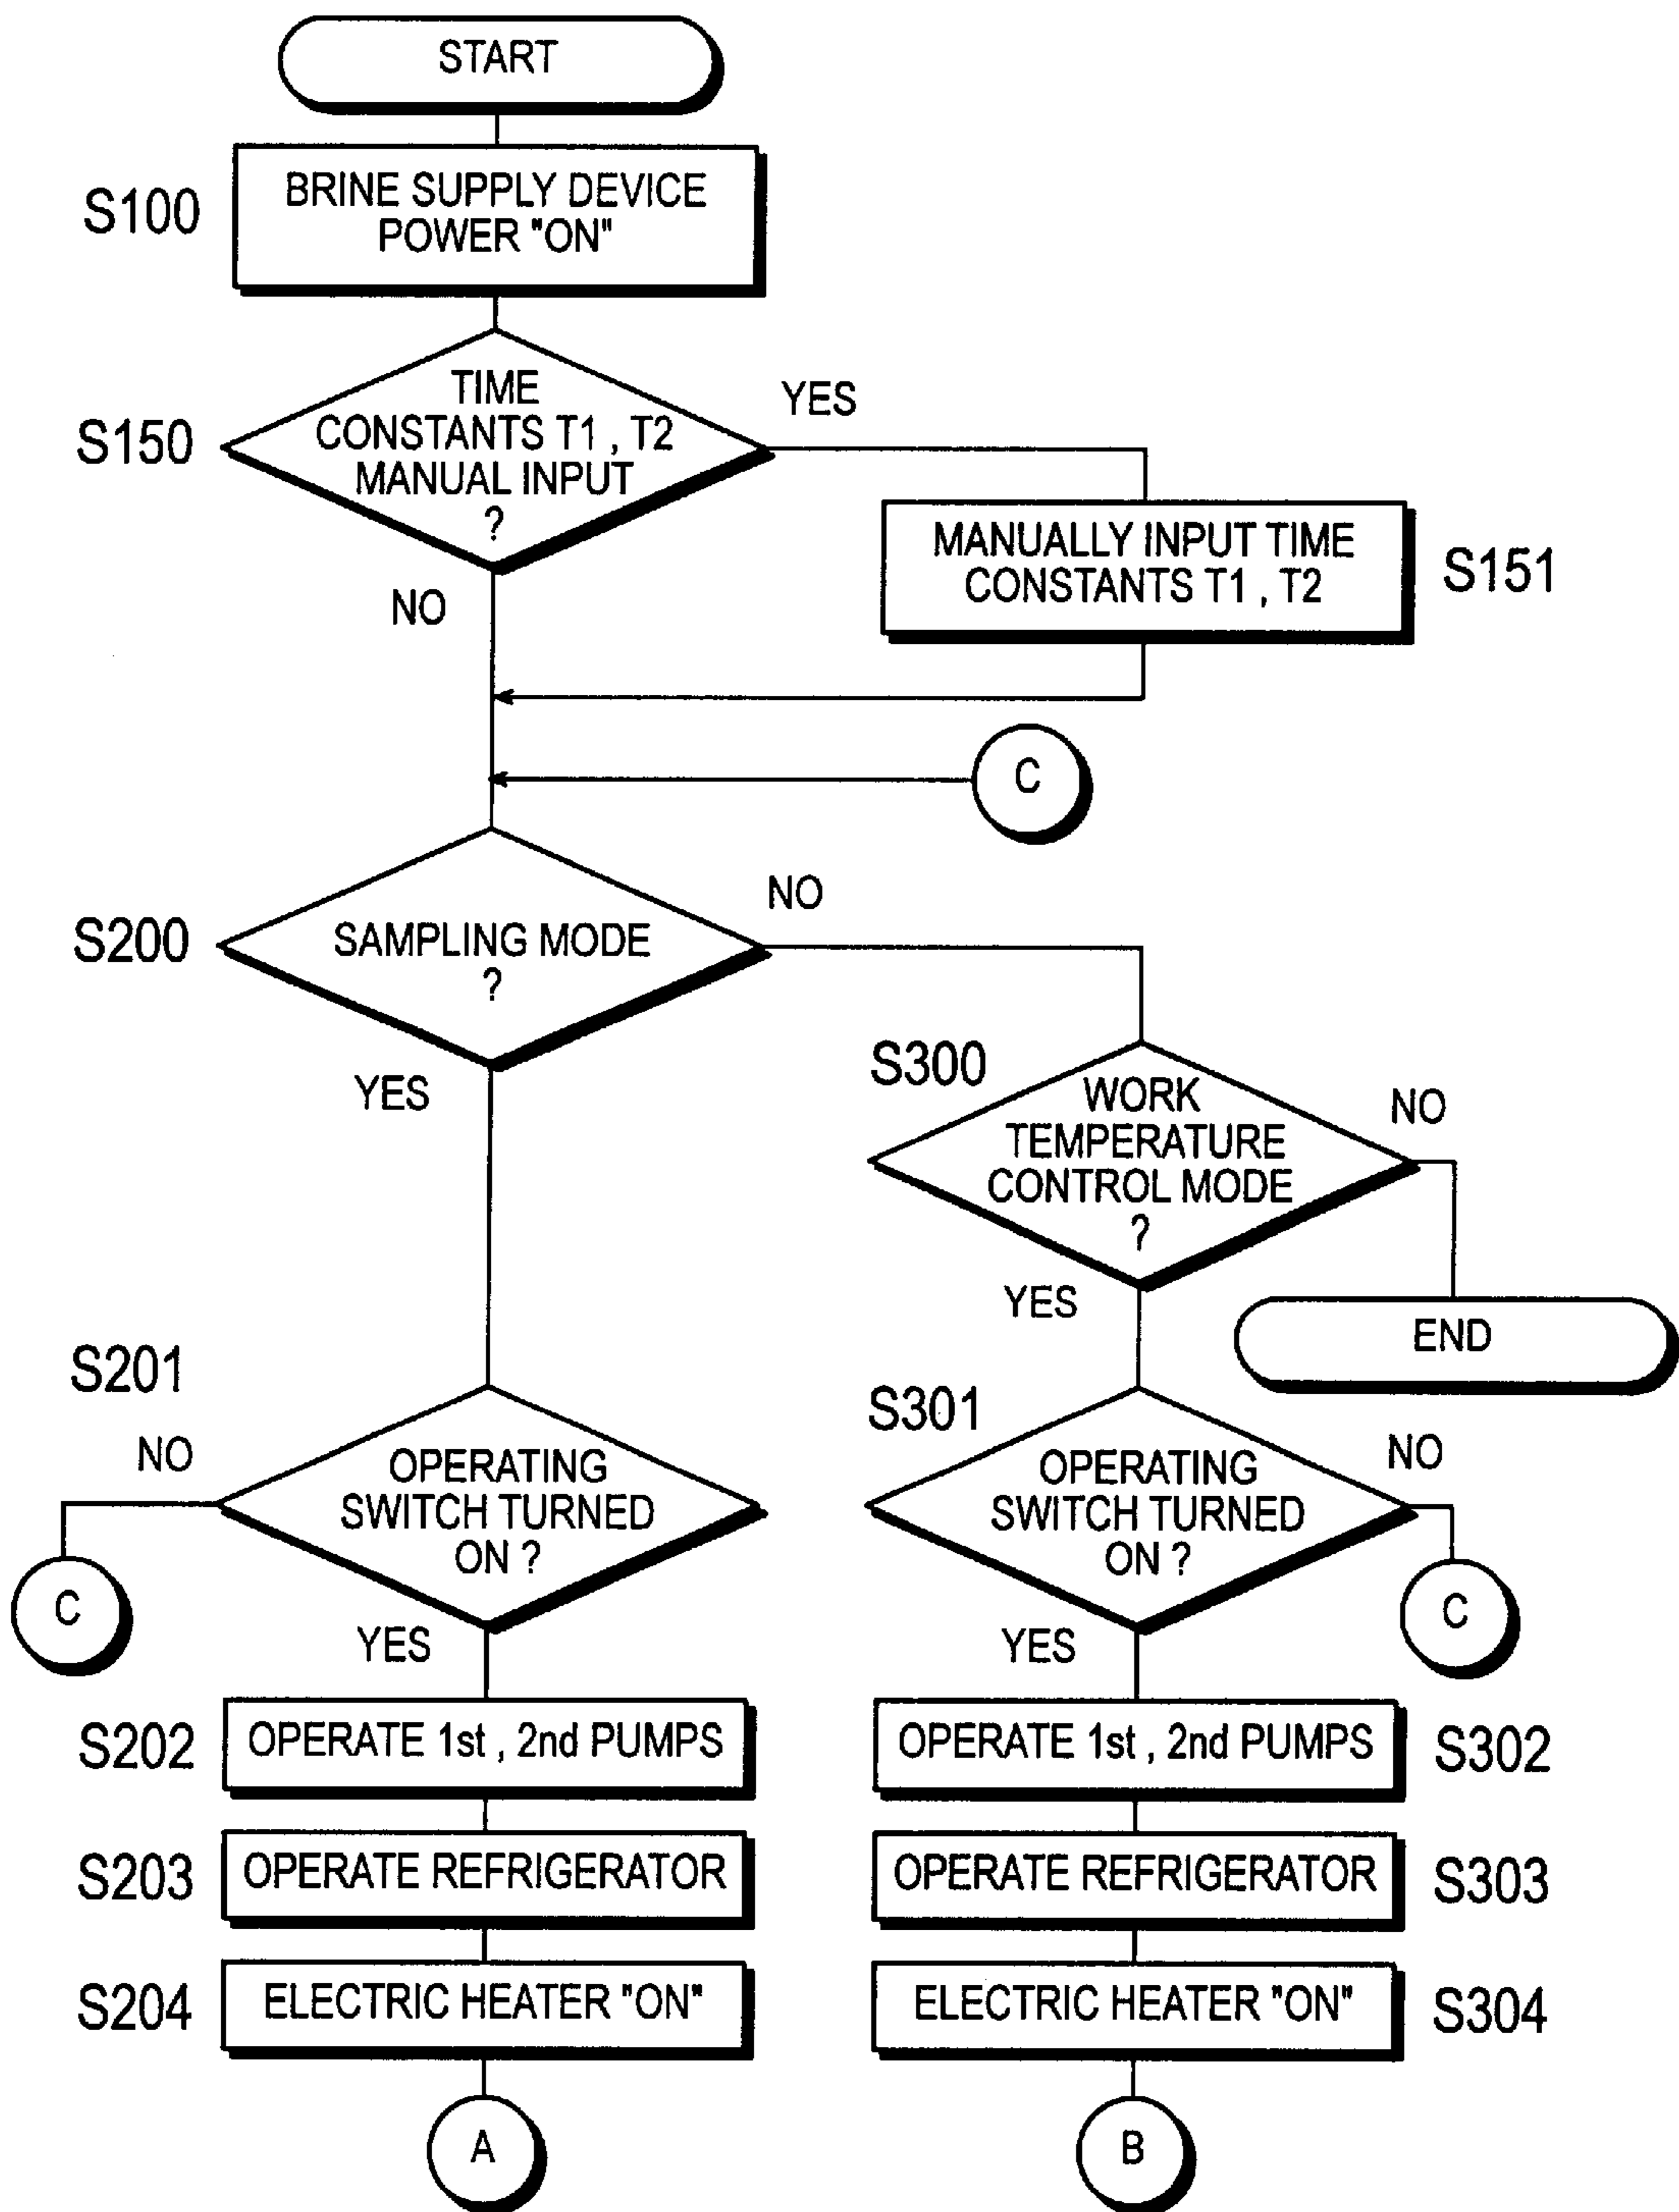 START
S100
BRINE SUPPLY DEVICE
POWER "ON"
S150
TIME
CONSTANTS T1 , T2
MANUAL INPUT
?
YES
NO
MANUALLY INPUT TIME
CONSTANTS T1 , T2
S151
C
S200
SAMPLING MODE
?
NO
YES
S300
WORK
TEMPERATURE
CONTROL MODE
?
NO
YES
END
S201
NO
OPERATING
SWITCH TURNED
ON ?
C
YES
S301
OPERATING
SWITCH TURNED
ON ?
NO
C
YES
S202
OPERATE 1st , 2nd PUMPS
OPERATE 1st , 2nd PUMPS
S302
S203
OPERATE REFRIGERATOR
OPERATE REFRIGERATOR
S303
S204
ELECTRIC HEATER "ON"
ELECTRIC HEATER "ON"
S304
A
B